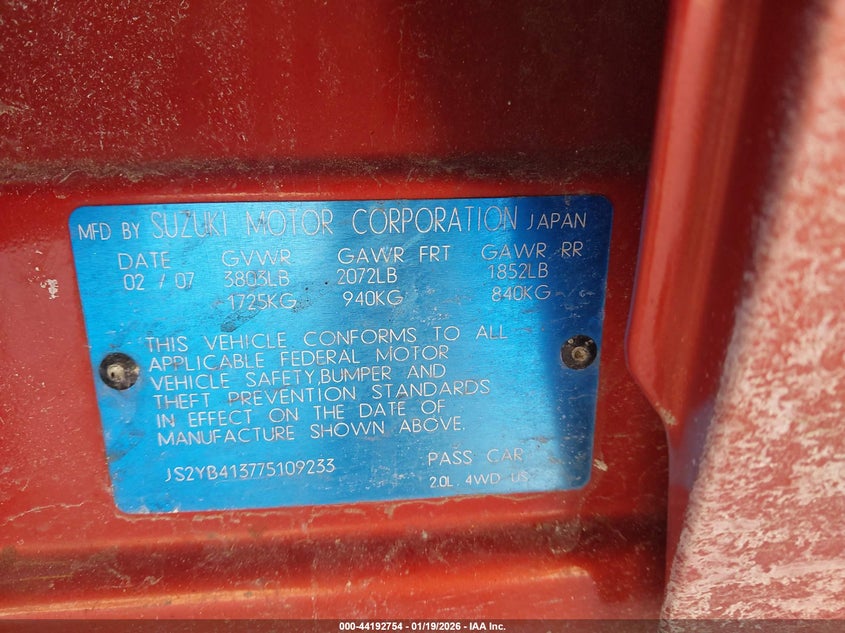 MFD BY SUZUKI MOTOR CORPORATION JAPAN
DATE GVWR GAWR FRT GAWR RR
02 / 07 3803LB 2072LB 1852LB
1725KG 940KG 840KG
THIS VEHICLE CONFORMS TO ALL
APPLICABLE FEDERAL MOTOR
VEHICLE SAFETY,BUMPER AND
THEFT PREVENTION STANDARDS
IN EFFECT ON THE DATE OF
MANUFACTURE SHOWN ABOVE.
JS2YB413775109233 PASS CAR
2.0L 4WD US
000-44192754 - 01/19/2026 - IAA Inc.